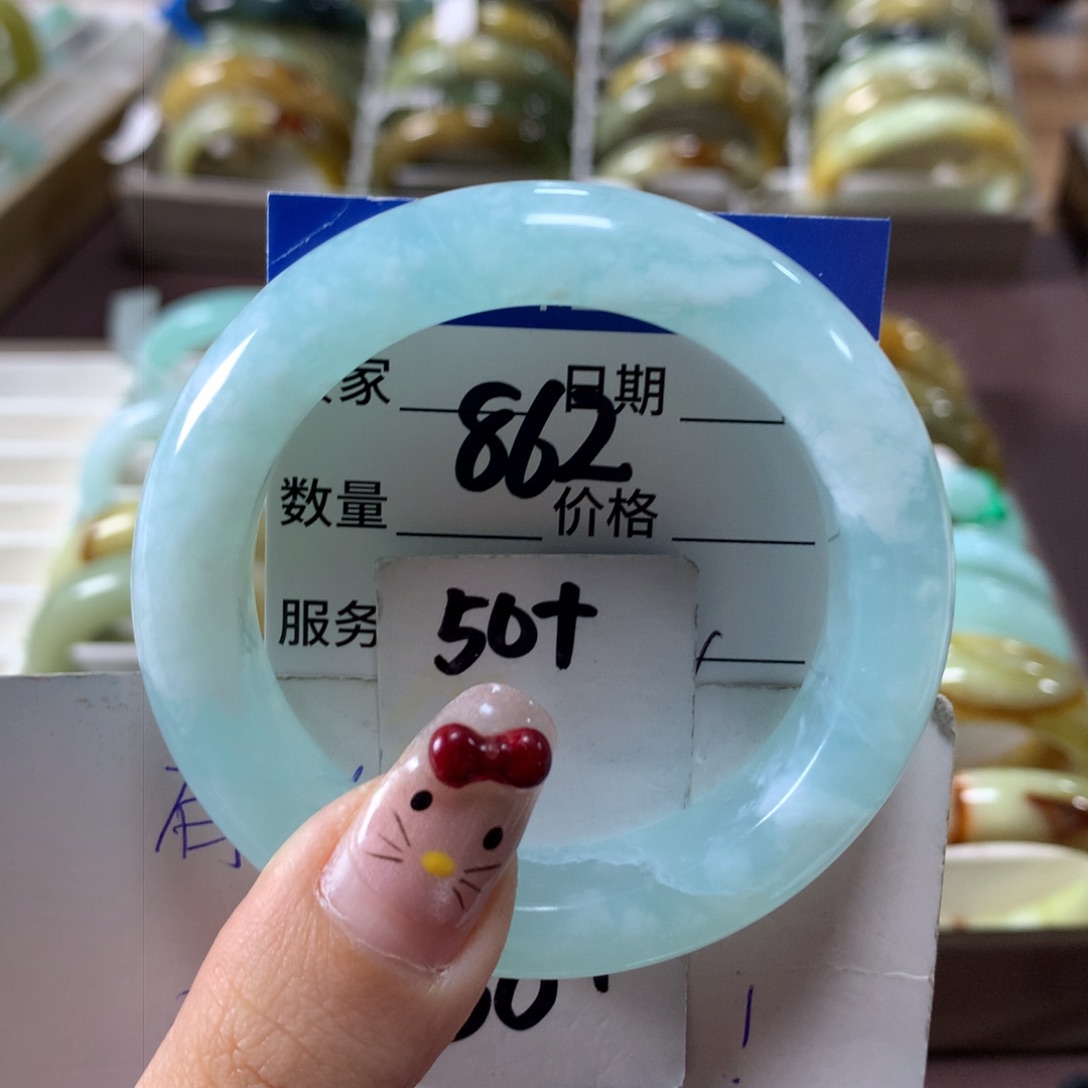 家 日期
862
数量 价格
50+
服务